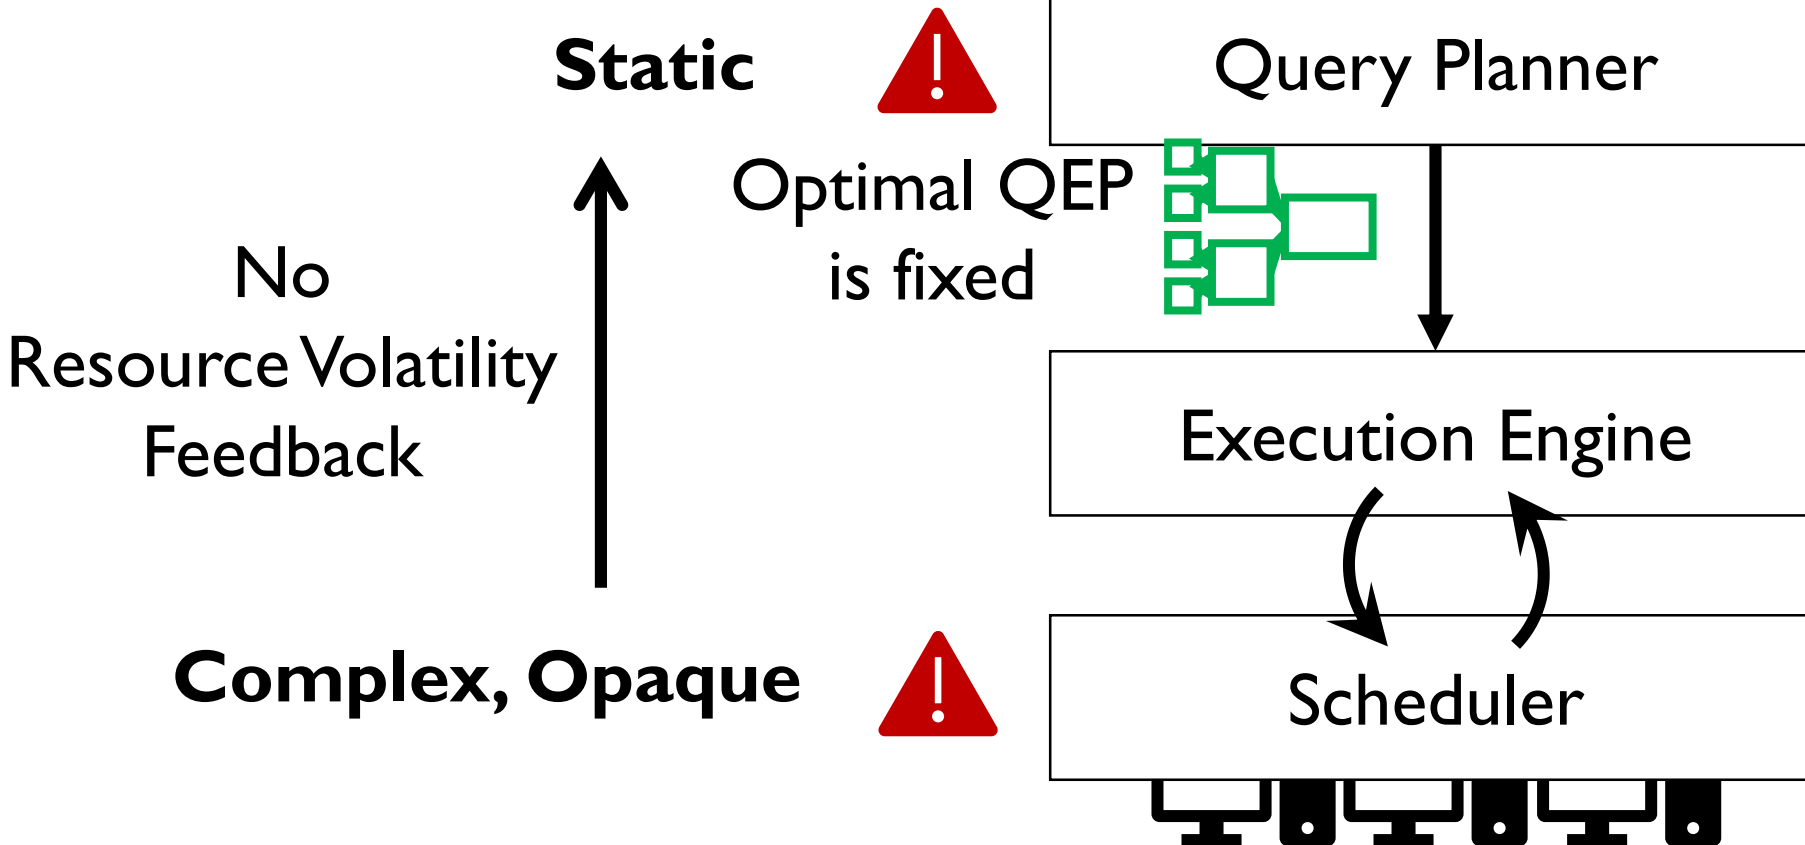 Static
Query Planner
Optimal QEP
is fixed
No
Resource Volatility
Feedback
Execution Engine
Complex, Opaque
Scheduler